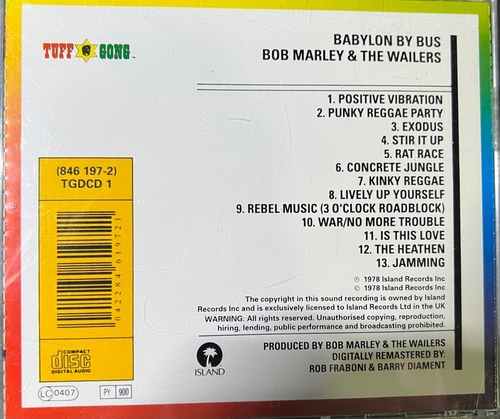 TUFF GONG™
BABYLON BY BUS
BOB MARLEY & THE WAILERS
1. POSITIVE VIBRATION
2. PUNKY REGGAE PARTY
3. EXODUS
4. STIR IT UP
5. RAT RACE
6. CONCRETE JUNGLE
7. KINKY REGGAE
8. LIVELY UP YOURSELF
9. REBEL MUSIC (3 O'CLOCK ROADBLOCK)
10. WAR/NO MORE TROUBLE
11. IS THIS LOVE
12. THE HEATHEN
13. JAMMING
(846 197-2)
TGDCD 1
042284619721
℗ 1978 Island Records Inc
© 1978 Island Records Inc
The copyright in this sound recording is owned by Island
Records Inc and is exclusively licensed to Island Records Ltd in the UK
WARNING: All rights reserved. Unauthorised copying, reproduction,
hiring, lending, public performance and broadcasting prohibited.
PRODUCED BY BOB MARLEY & THE WAILERS
DIGITALLY REMASTERED BY:
ROB FRABONI & BARRY DIAMENT
ISLAND
COMPACT
disc
DIGITAL AUDIO
LC 0407
PY 900